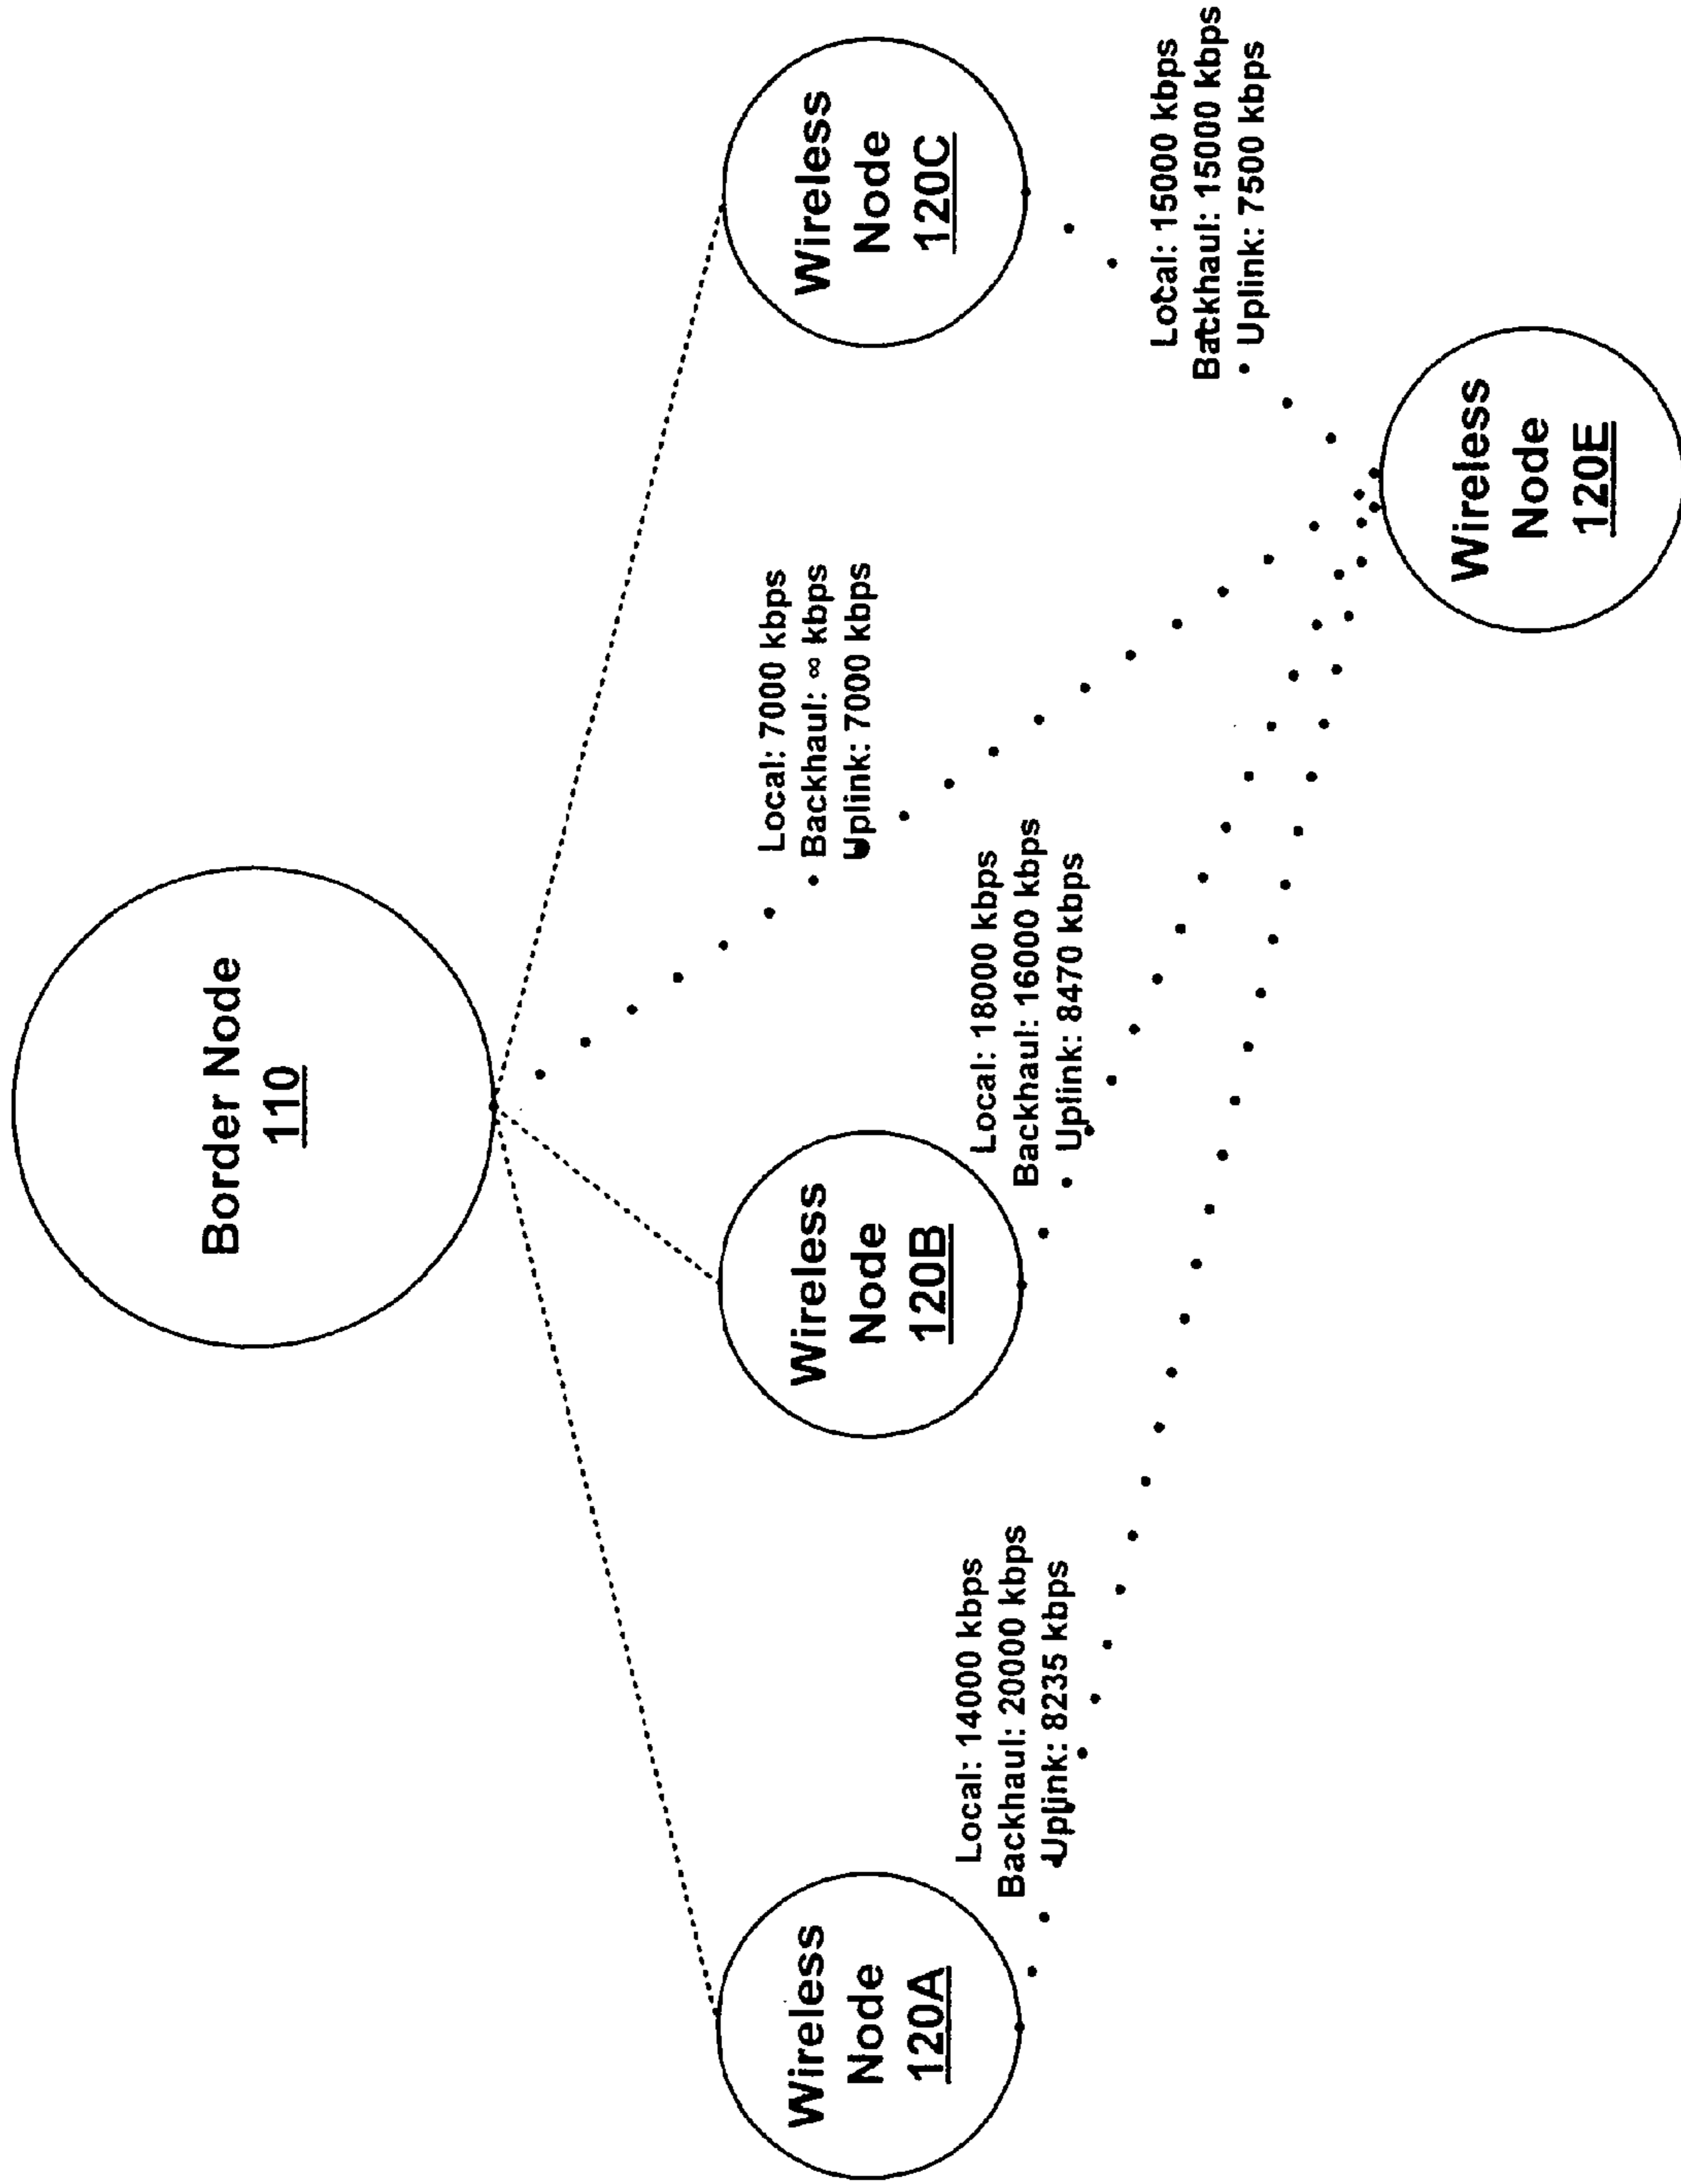 Border Node
110
Wireless
Node
120A
Wireless
Node
120B
Wireless
Node
120C
Local: 7000 kbps
Backhaul: ∞ kbps
Uplink: 7000 kbps
Local: 14000 kbps
Backhaul: 20000 kbps
Uplink: 8235 kbps
Local: 18000 kbps
Backhaul: 16000 kbps
Uplink: 8470 kbps
Local: 15000 kbps
Backhaul: 15000 kbps
Uplink: 7500 kbps
Wireless
Node
120E